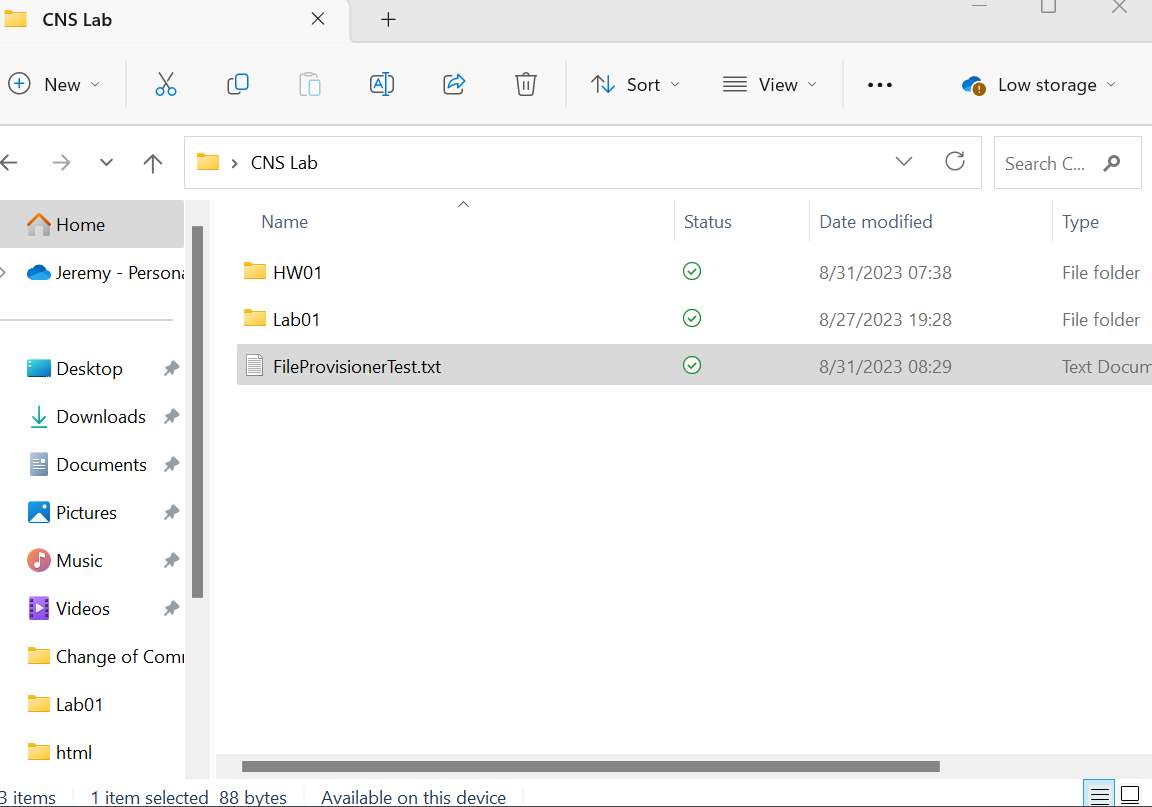 CNS Lab
New
Sort
View
Low storage
CNS Lab
Search C...
Name
Status
Date modified
Type
Home
Jeremy - Persona
Desktop
Downloads
Documents
Pictures
Music
Videos
Change of Com
Lab01
html
HW01
8/31/2023 07:38
File folder
Lab01
8/27/2023 19:28
File folder
FileProvisionerTest.txt
8/31/2023 08:29
Text Docum
3 items
1 item selected 88 bytes
Available on this device